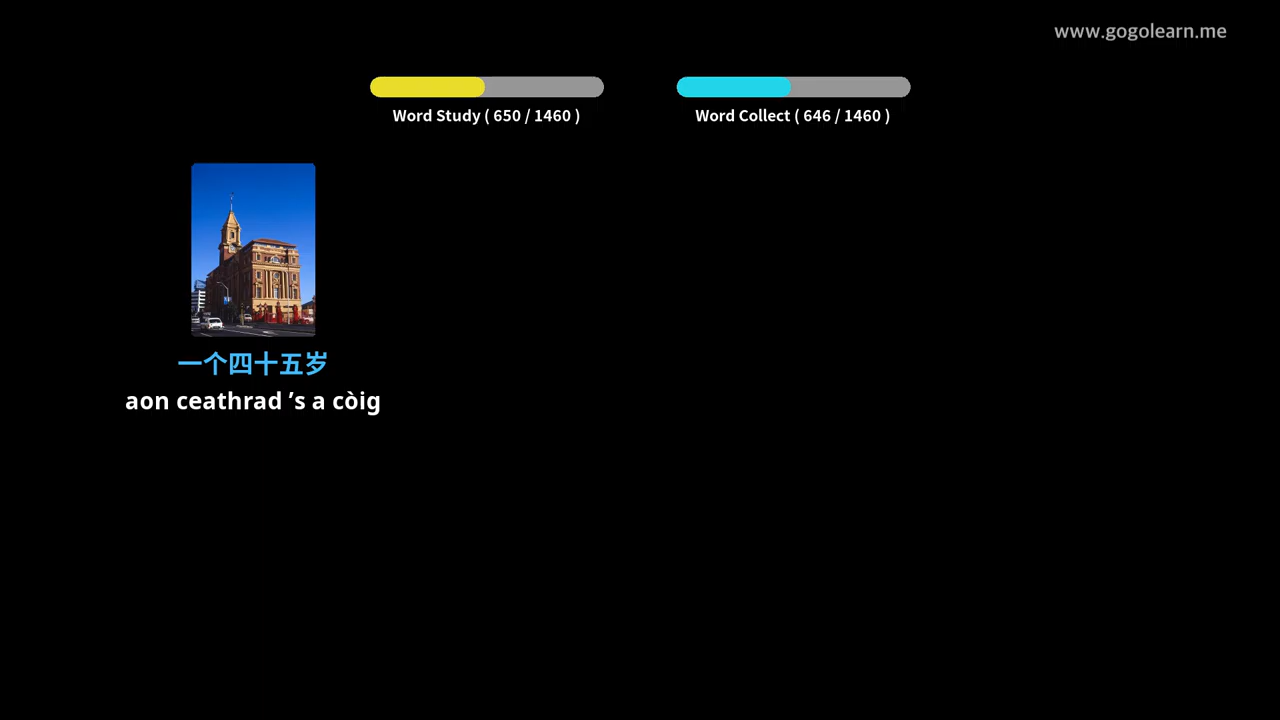 www.gogolearn.me
Word Study ( 650 / 1460 )
Word Collect ( 646 / 1460 )
一个四十五岁
aon ceathrad ’s a còig